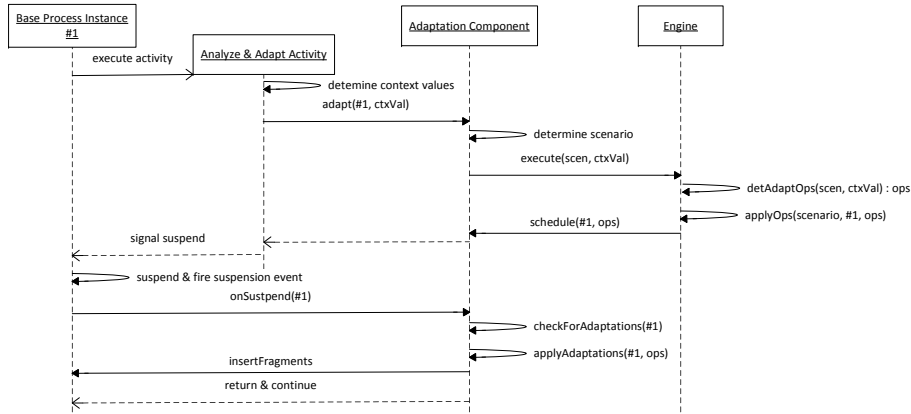 Base Process Instance
#1
Adaptation Component
Engine
Analyze & Adapt Activity
execute activity
detemine context values
adapt(#1, ctxVal)
determine scenario
execute(scen, ctxVal)
detAdaptOps(scen, ctxVal) : ops
applyOps(scenario, #1, ops)
schedule(#1, ops)
signal suspend
suspend & fire suspension event
onSustpend(#1)
checkForAdaptations(#1)
applyAdaptations(#1, ops)
insertFragments
return & continue